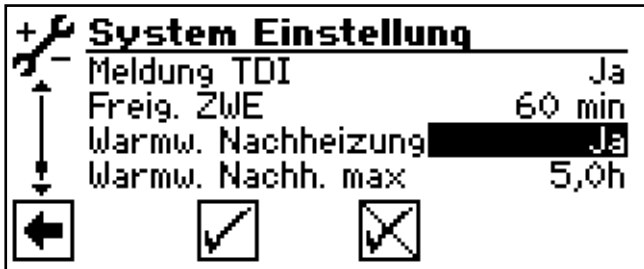 System Einstellung
Meldung TDI Ja
Freig. ZWE 60 min
Warmw. Nachheizung Ja
Warmw. Nachh. max 5,0h